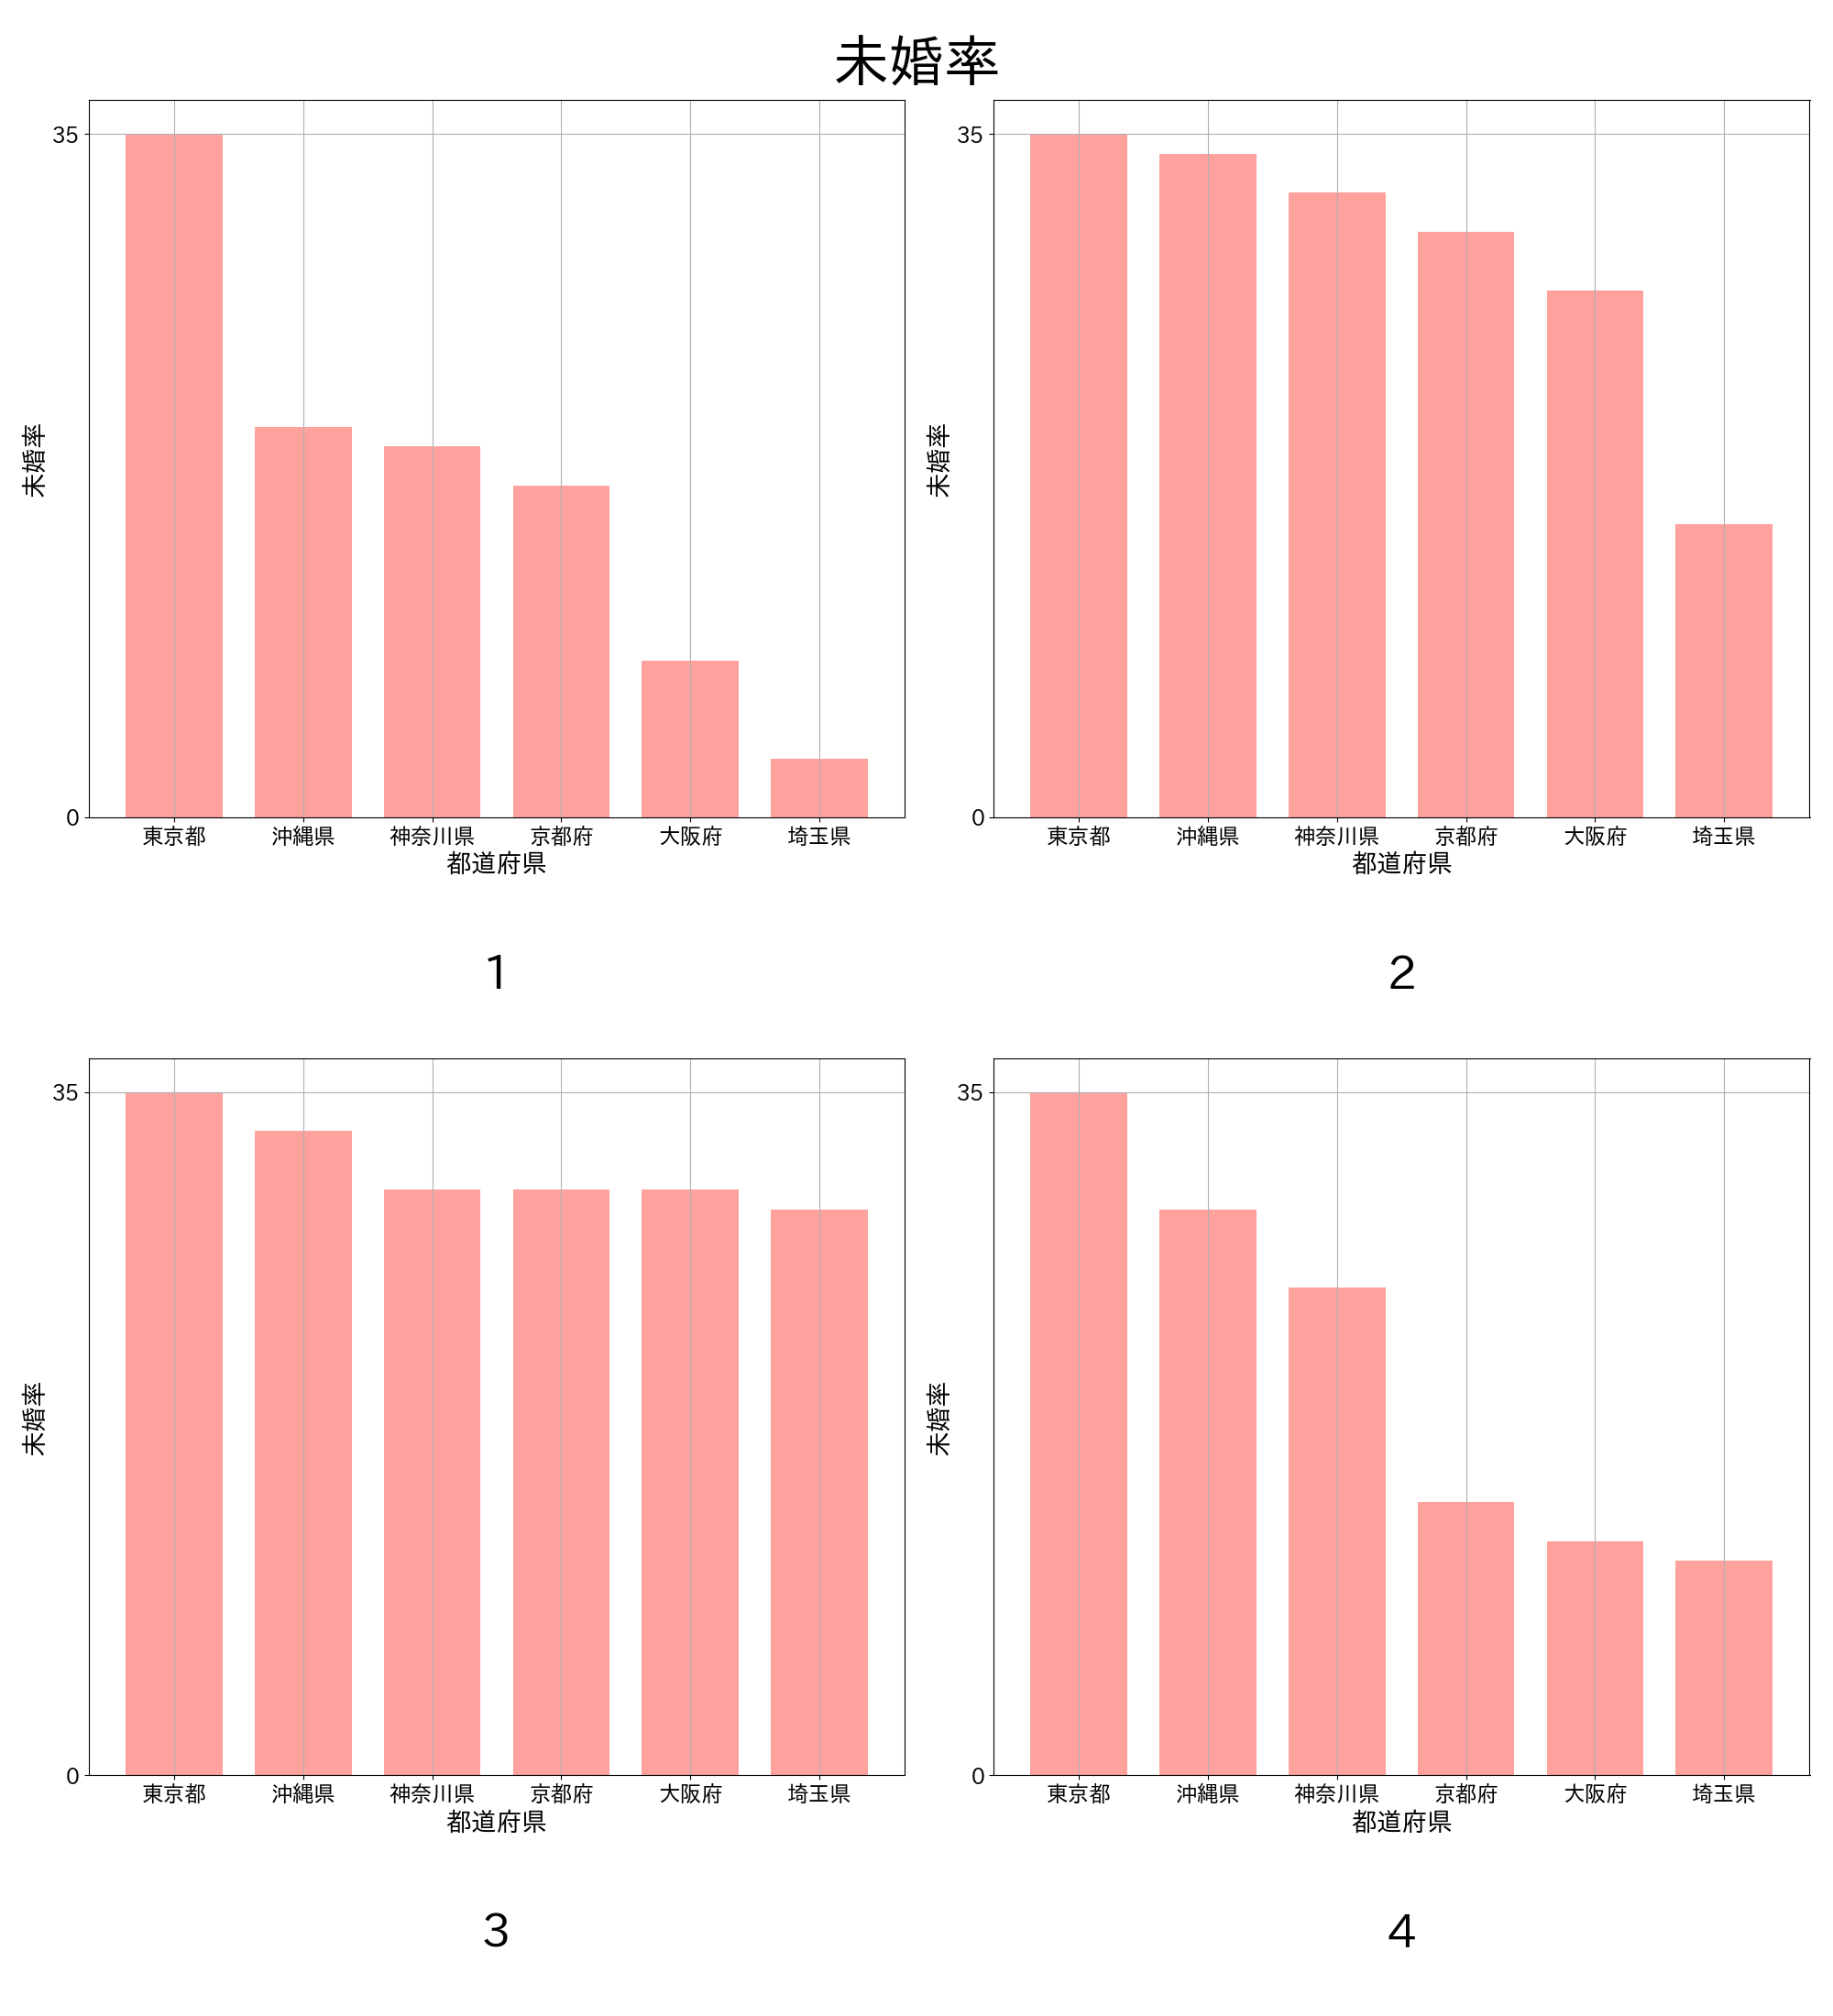 未婚率
35
0
未婚率
東京都 沖縄県 神奈川県 京都府 大阪府 埼玉県
都道府県
1
35
0
未婚率
東京都 沖縄県 神奈川県 京都府 大阪府 埼玉県
都道府県
2
35
0
未婚率
東京都 沖縄県 神奈川県 京都府 大阪府 埼玉県
都道府県
3
35
0
未婚率
東京都 沖縄県 神奈川県 京都府 大阪府 埼玉県
都道府県
4